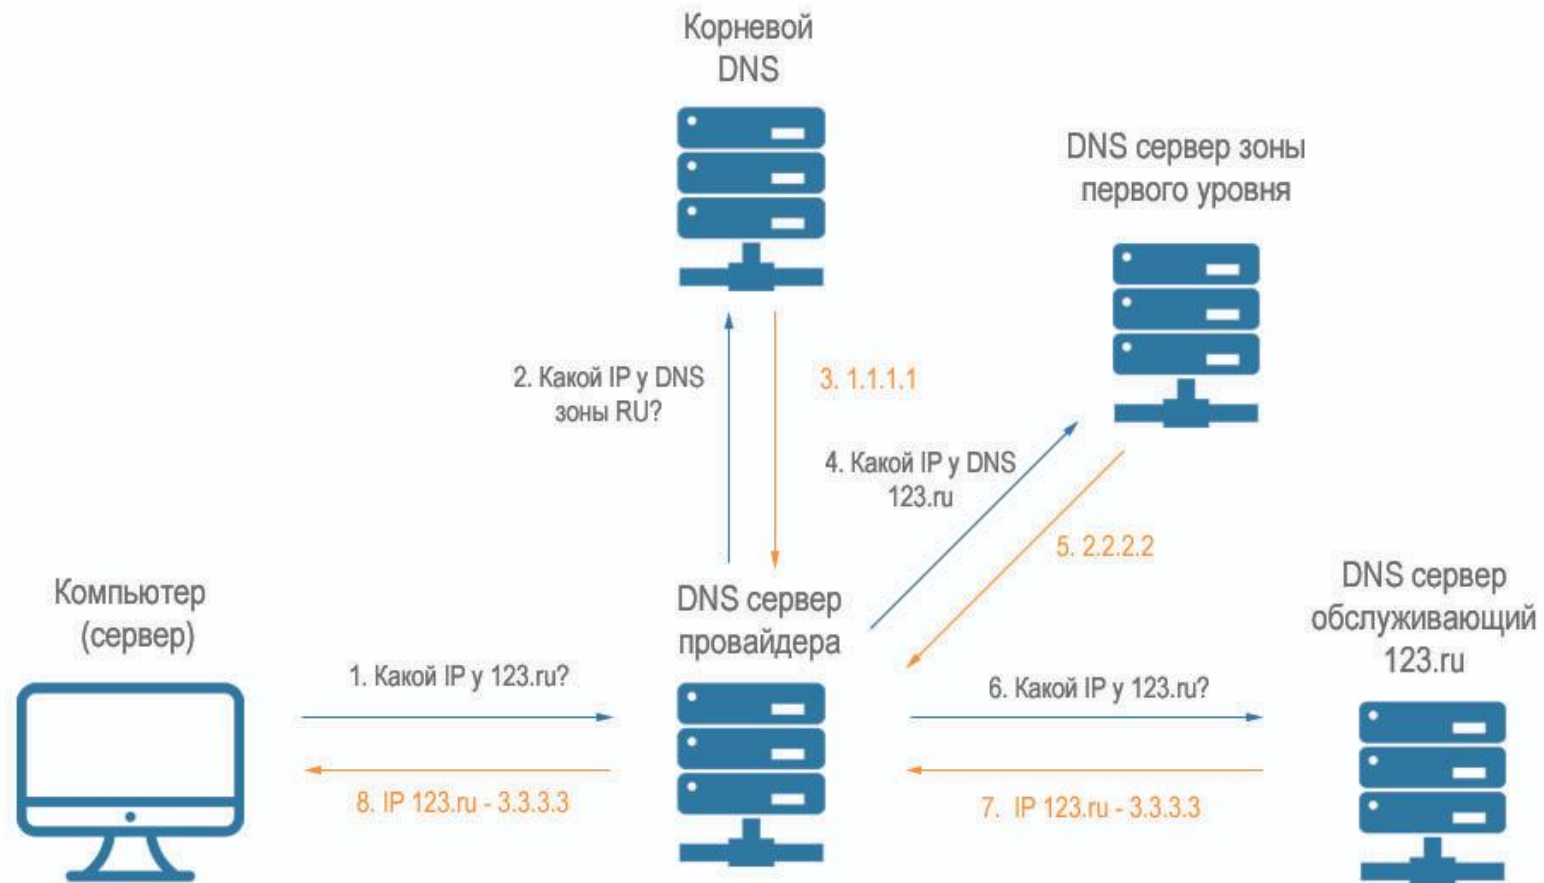 Корневой
DNS
DNS сервер зоны
первого уровня
2. Какой IP у DNS
зоны RU?
3. 1.1.1.1
4. Какой IP у DNS
123.ru
5. 2.2.2.2
Компьютер
(сервер)
DNS сервер
провайдера
DNS сервер
обслуживающий
123.ru
1. Какой IP у 123.ru?
6. Какой IP у 123.ru?
8. IP 123.ru - 3.3.3.3
7. IP 123.ru - 3.3.3.3